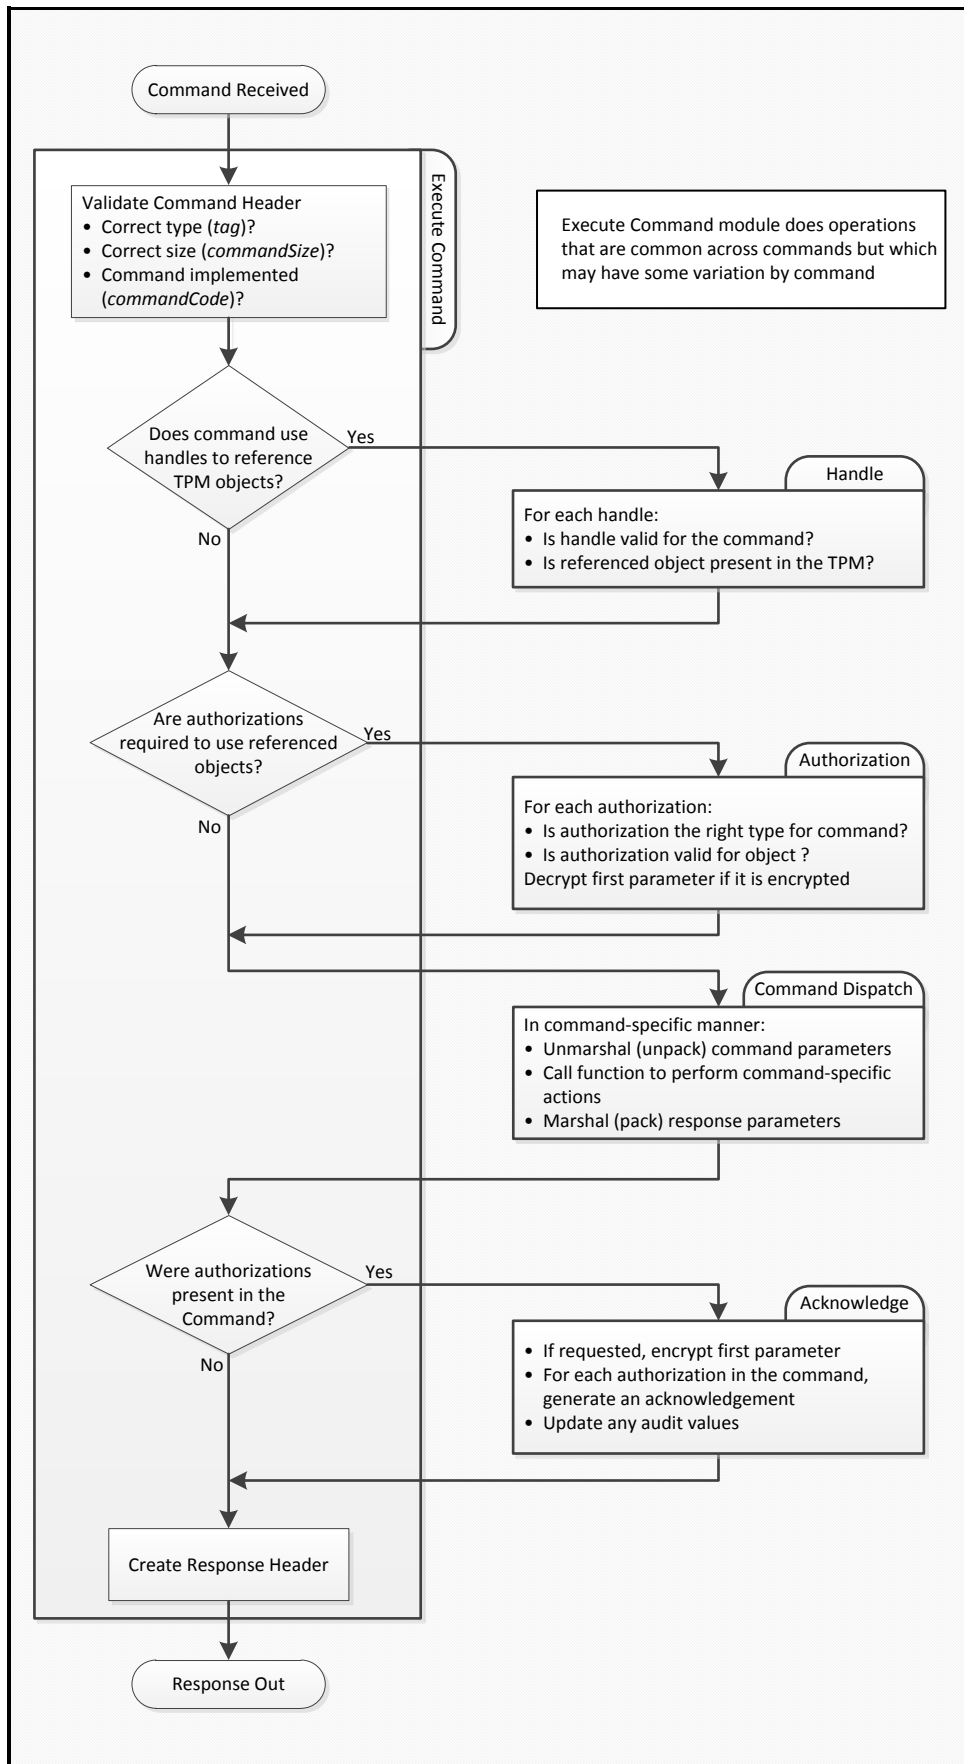 Command Received
Execute Command
Validate Command Header
• Correct type (tag)?
• Correct size (commandSize)?
• Command implemented
(commandCode)?
Execute Command module does operations
that are common across commands but which
may have some variation by command
Does command use
handles to reference
TPM objects?
Yes
No
Handle
For each handle:
• Is handle valid for the command?
• Is referenced object present in the TPM?
Are authorizations
required to use referenced
objects?
Yes
No
Authorization
For each authorization:
• Is authorization the right type for command?
• Is authorization valid for object ?
Decrypt first parameter if it is encrypted
Command Dispatch
In command-specific manner:
• Unmarshal (unpack) command parameters
• Call function to perform command-specific
actions
• Marshal (pack) response parameters
Were authorizations
present in the
Command?
Yes
No
Acknowledge
• If requested, encrypt first parameter
• For each authorization in the command,
generate an acknowledgement
• Update any audit values
Create Response Header
Response Out